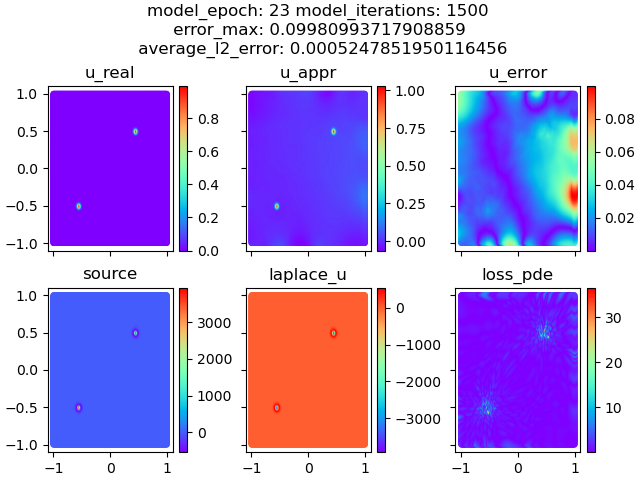 model_epoch: 23 model_iterations: 1500
error_max: 0.09980993717908859
average_l2_error: 0.0005247851950116456
u_real
u_appr
u_error
1.0
0.5
0.0
−0.5
−1.0
0.8
0.6
0.4
0.2
0.0
1.00
0.75
0.50
0.25
0.00
0.08
0.06
0.04
0.02
source
laplace_u
loss_pde
1.0
0.5
0.0
−0.5
−1.0
3000
2000
1000
0
0
−1000
−2000
−3000
30
20
10
−1 0 1
−1 0 1
−1 0 1